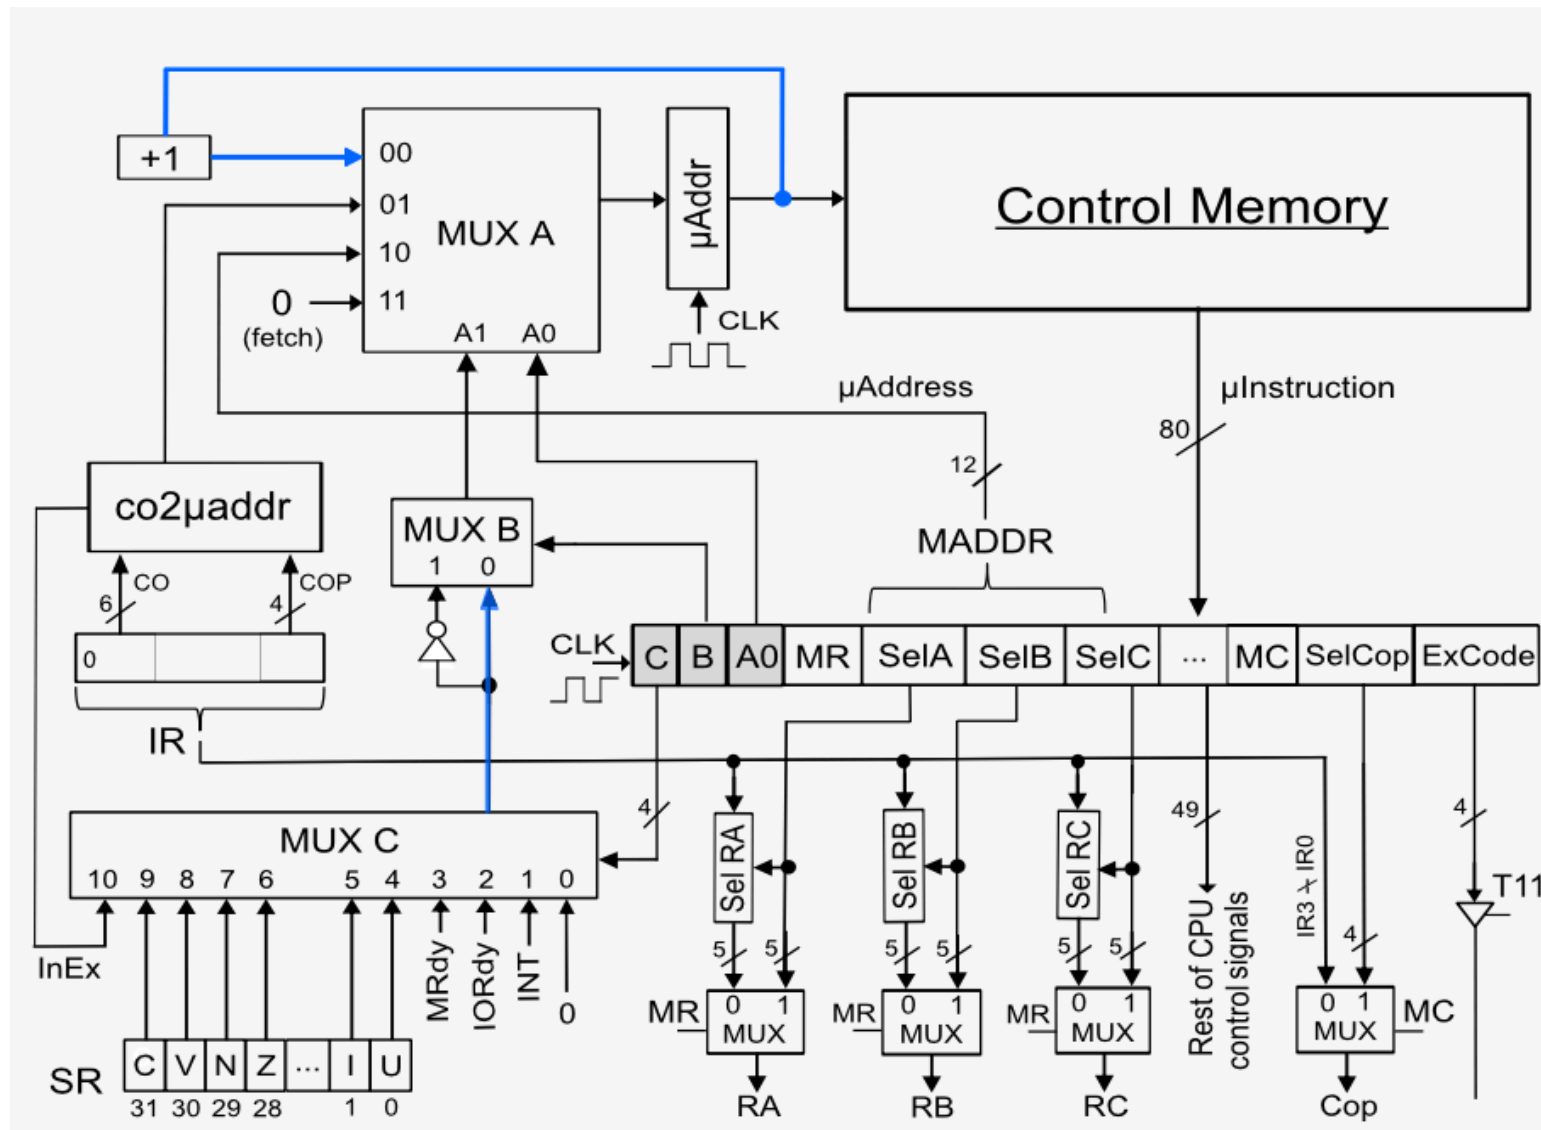 +1
00
01
10
11
MUX A
A1 A0
0
(fetch)
µAddr
CLK
Control Memory
µAddress
µInstruction
80
12
MADDR
co2µaddr
CO
COP
6
4
0
IR
MUX B
1 0
CLK
C B A0 MR SelA SelB SelC ... MC SelCop ExCode
MUX C
10 9 8 7 6 5 4 3 2 1 0
4
InEx
MRdy
IORdy
INT
0
SR
C V N Z ... I U
31 30 29 28 1 0
Sel RA
5 5
MR
0 1
MUX
RA
Sel RB
5 5
MR
0 1
MUX
RB
Sel RC
5 5
MR
0 1
MUX
RC
49
Rest of CPU
control signals
IR3 - IR0
4
0 1
MUX
MC
Cop
4
T11